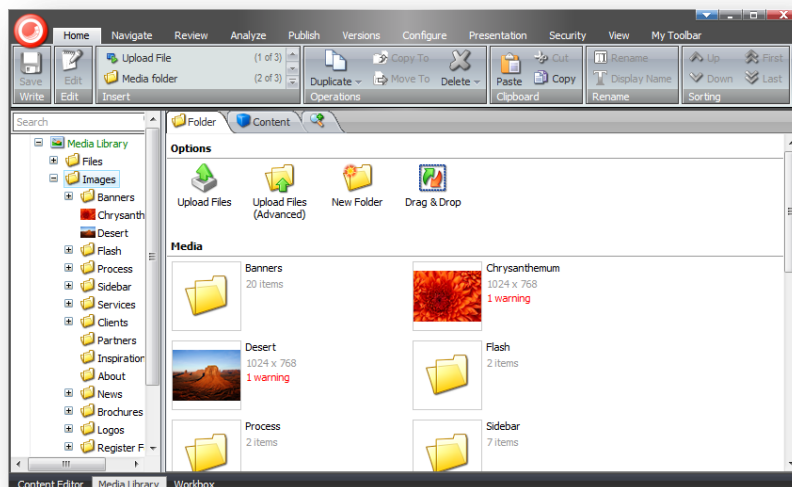 Home Navigate Review Analyze Publish Versions Configure Presentation Security View My Toolbar
Save
Write
Edit
Edit
Upload File (1 of 3)
Media folder (2 of 3)
Insert
Duplicate
Copy To
Move To
Delete
Operations
Paste
Cut
Copy
Clipboard
Rename
Display Name
Rename
Up First
Down Last
Sorting
Search
Media Library
Files
Images
Banners
Chrysanth
Desert
Flash
Process
Sidebar
Services
Clients
Partners
Inspiration
About
News
Brochures
Logos
Register F
Folder Content
Options
Upload Files
Upload Files
(Advanced)
New Folder
Drag & Drop
Media
Banners
20 items
Chrysanthemum
1024 x 768
1 warning
Desert
1024 x 768
1 warning
Flash
2 items
Process
2 items
Sidebar
7 items
Content Editor Media Library Workbox